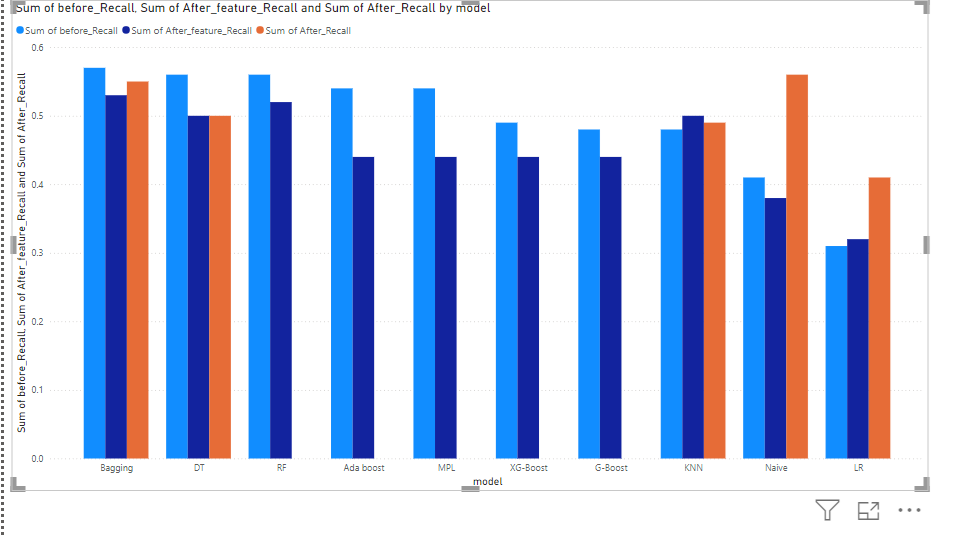 Sum of before_Recall, Sum of After_feature_Recall and Sum of After_Recall by model
Sum of before_Recall Sum of After_feature_Recall Sum of After_Recall
Sum of before_Recall, Sum of After_feature_Recall and Sum of After_Recall
0.6
0.5
0.4
0.3
0.2
0.1
0.0
Bagging DT RF Ada boost MPL XG-Boost G-Boost KNN Naive LR
model